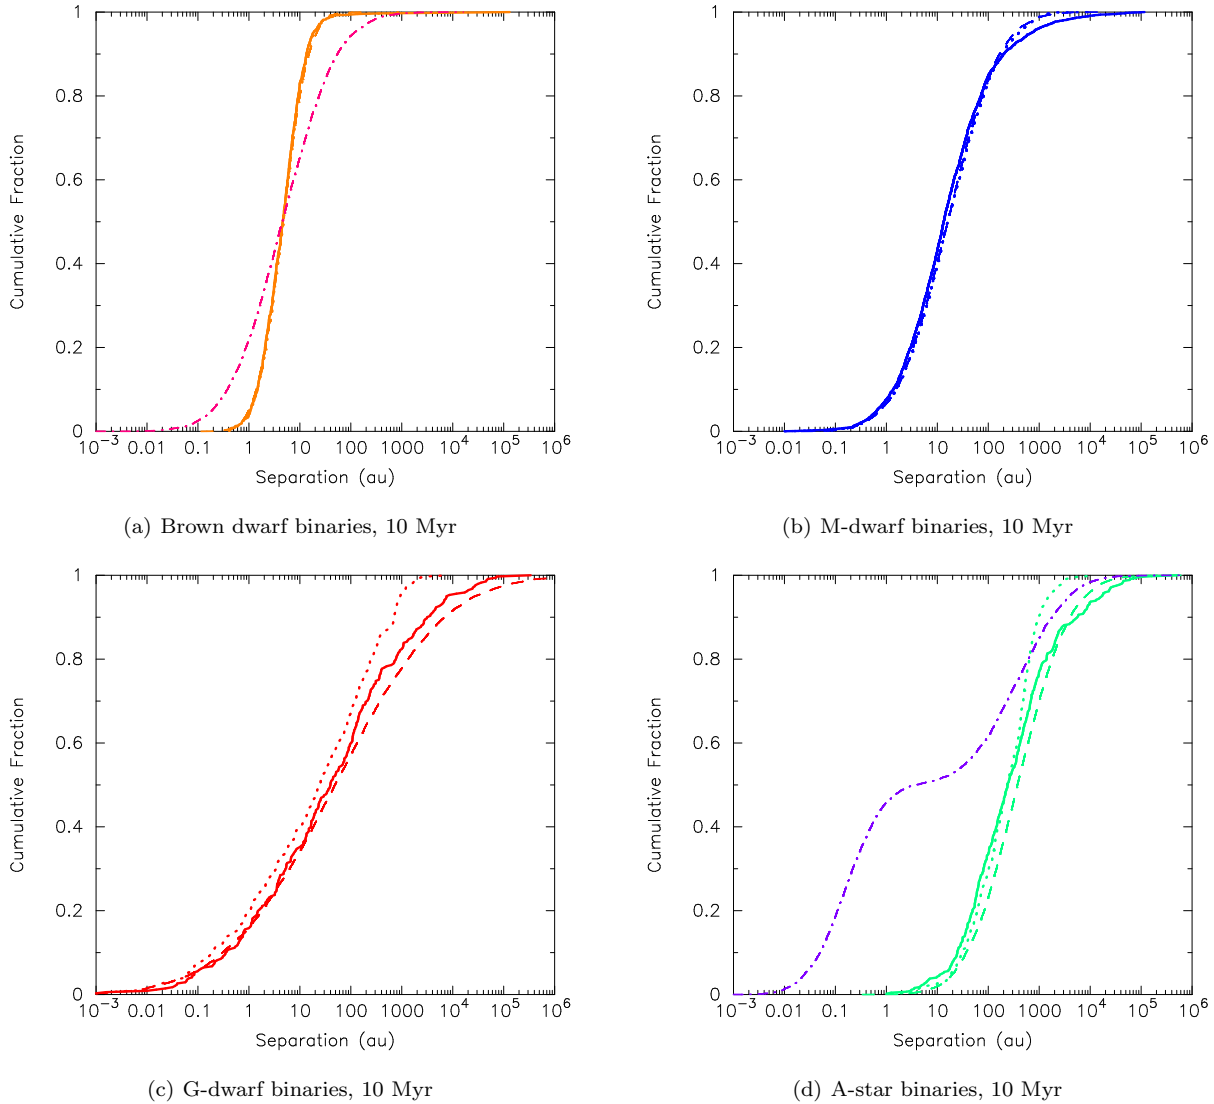 1
0.8
0.6
0.4
0.2
0
Cumulative Fraction
10⁻³ 0.01 0.1 1 10 100 1000 10⁴ 10⁵ 10⁶
Separation (au)
(a) Brown dwarf binaries, 10 Myr
1
0.8
0.6
0.4
0.2
0
Cumulative Fraction
10⁻³ 0.01 0.1 1 10 100 1000 10⁴ 10⁵ 10⁶
Separation (au)
(b) M-dwarf binaries, 10 Myr
1
0.8
0.6
0.4
0.2
0
Cumulative Fraction
10⁻³ 0.01 0.1 1 10 100 1000 10⁴ 10⁵ 10⁶
Separation (au)
(c) G-dwarf binaries, 10 Myr
1
0.8
0.6
0.4
0.2
0
Cumulative Fraction
10⁻³ 0.01 0.1 1 10 100 1000 10⁴ 10⁵ 10⁶
Separation (au)
(d) A-star binaries, 10 Myr